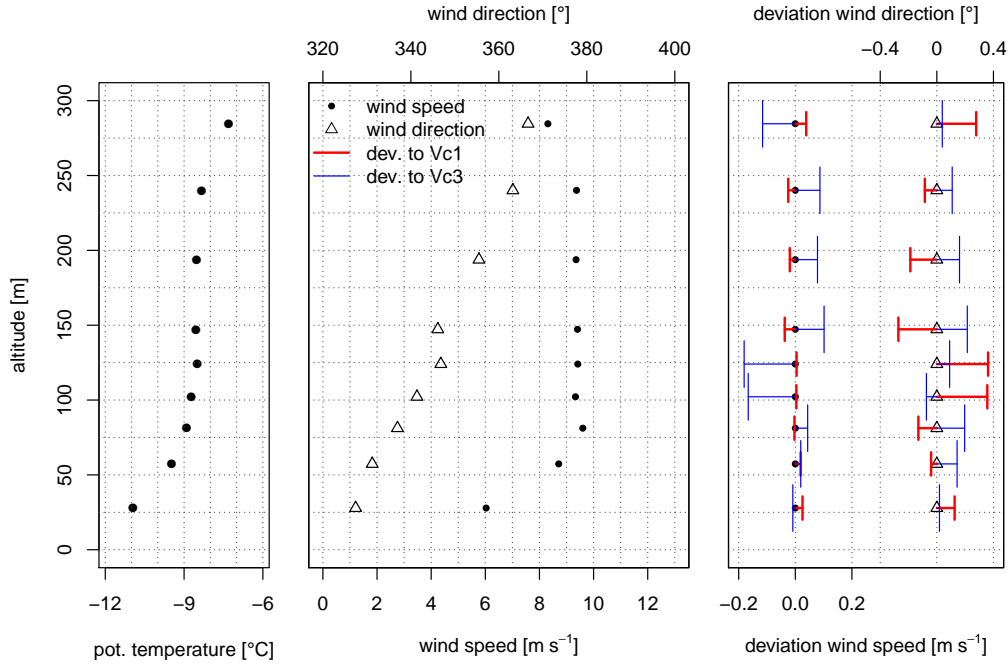 wind direction [°]
deviation wind direction [°]
320 340 360 380 400
−0.4 0 0.4
300
250
200
150
100
50
0
altitude [m]
wind speed
wind direction
dev. to Vc1
dev. to Vc3
−12 −9 −6
0 2 4 6 8 10 12
−0.2 0.0 0.2
pot. temperature [°C]
wind speed [m s⁻¹]
deviation wind speed [m s⁻¹]